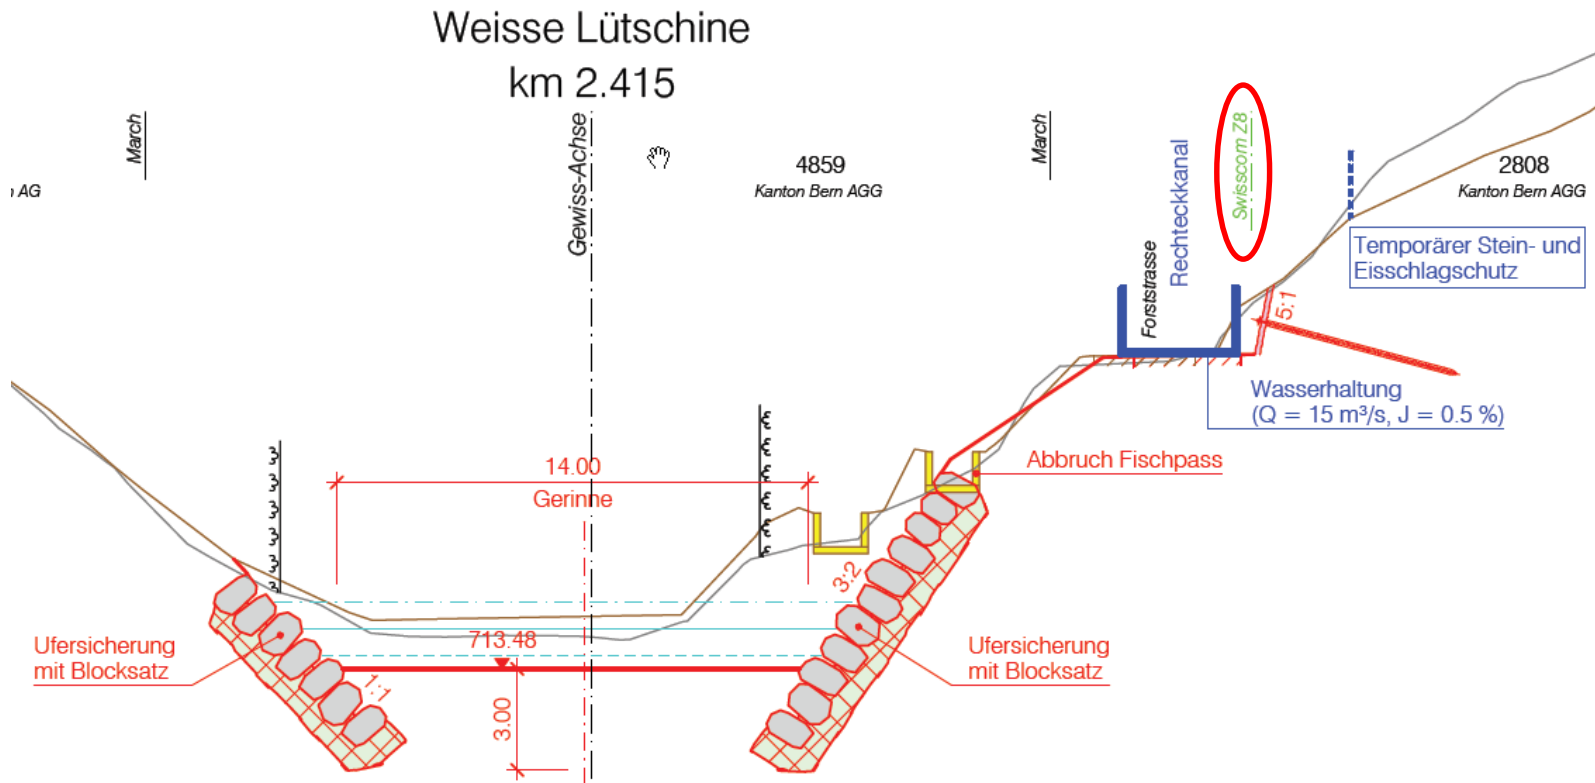 Weisse Lütschine
km 2.415
March
Gewiss-Achse
March
Swisscom Z8
Rechteckkanal
Forststrasse
AG
4859
Kanton Bern AGG
2808
Kanton Bern AGG
Temporärer Stein- und
Eisschlagschutz
5:1
Wasserhaltung
(Q = 15 m³/s, J = 0.5 %)
14.00
Gerinne
Abbruch Fischpass
3:2
713.48
Ufersicherung
mit Blocksatz
Ufersicherung
mit Blocksatz
1:1
3.00